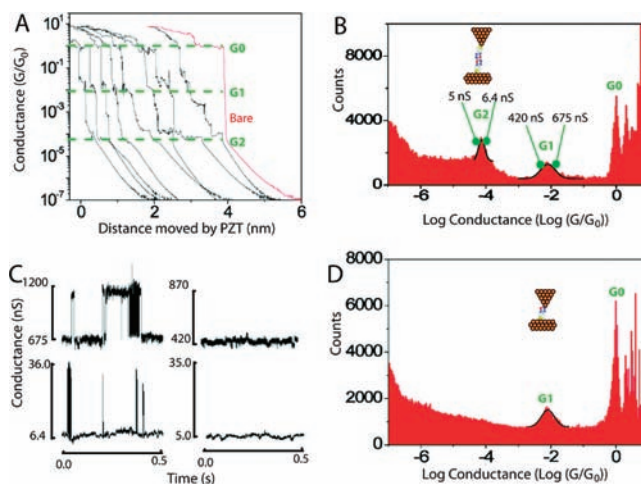 A
Conductance (G/G0)
10^1
10^-1
10^-3
10^-5
10^-7
G0
G1
Bare
G2
0 2 4 6
Distance moved by PZT (nm)
B
Counts
8000
4000
0
5 nS
6.4 nS
G2
420 nS
675 nS
G1
G0
-6 -4 -2 0
Log Conductance (Log (G/G0))
C
Conductance (nS)
1200
675
36.0
6.4
870
420
35.0
5.0
0.0 0.5
0.0 0.5
Time (s)
D
Counts
8000
6000
4000
2000
0
G1
G0
-6 -4 -2 0
Log Conductance (Log (G/G0))